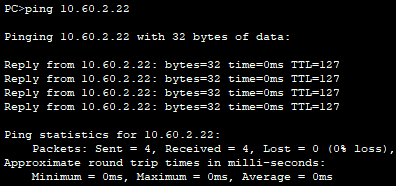 PC>ping 10.60.2.22
Pinging 10.60.2.22 with 32 bytes of data:
Reply from 10.60.2.22: bytes=32 time=0ms TTL=127
Reply from 10.60.2.22: bytes=32 time=0ms TTL=127
Reply from 10.60.2.22: bytes=32 time=0ms TTL=127
Reply from 10.60.2.22: bytes=32 time=0ms TTL=127
Ping statistics for 10.60.2.22:
    Packets: Sent = 4, Received = 4, Lost = 0 (0% loss),
Approximate round trip times in milli-seconds:
    Minimum = 0ms, Maximum = 0ms, Average = 0ms